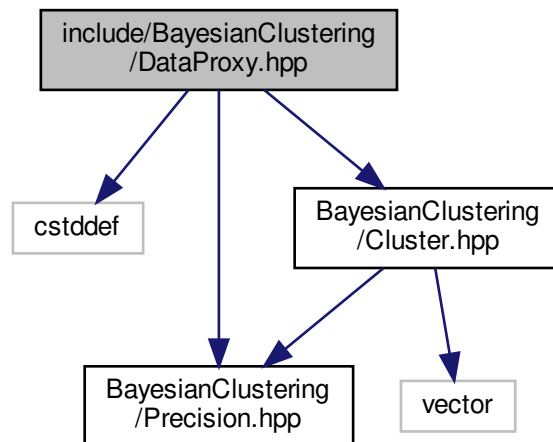 include/BayesianClustering
/DataProxy.hpp
cstddef
BayesianClustering
/Cluster.hpp
BayesianClustering
/Precision.hpp
vector